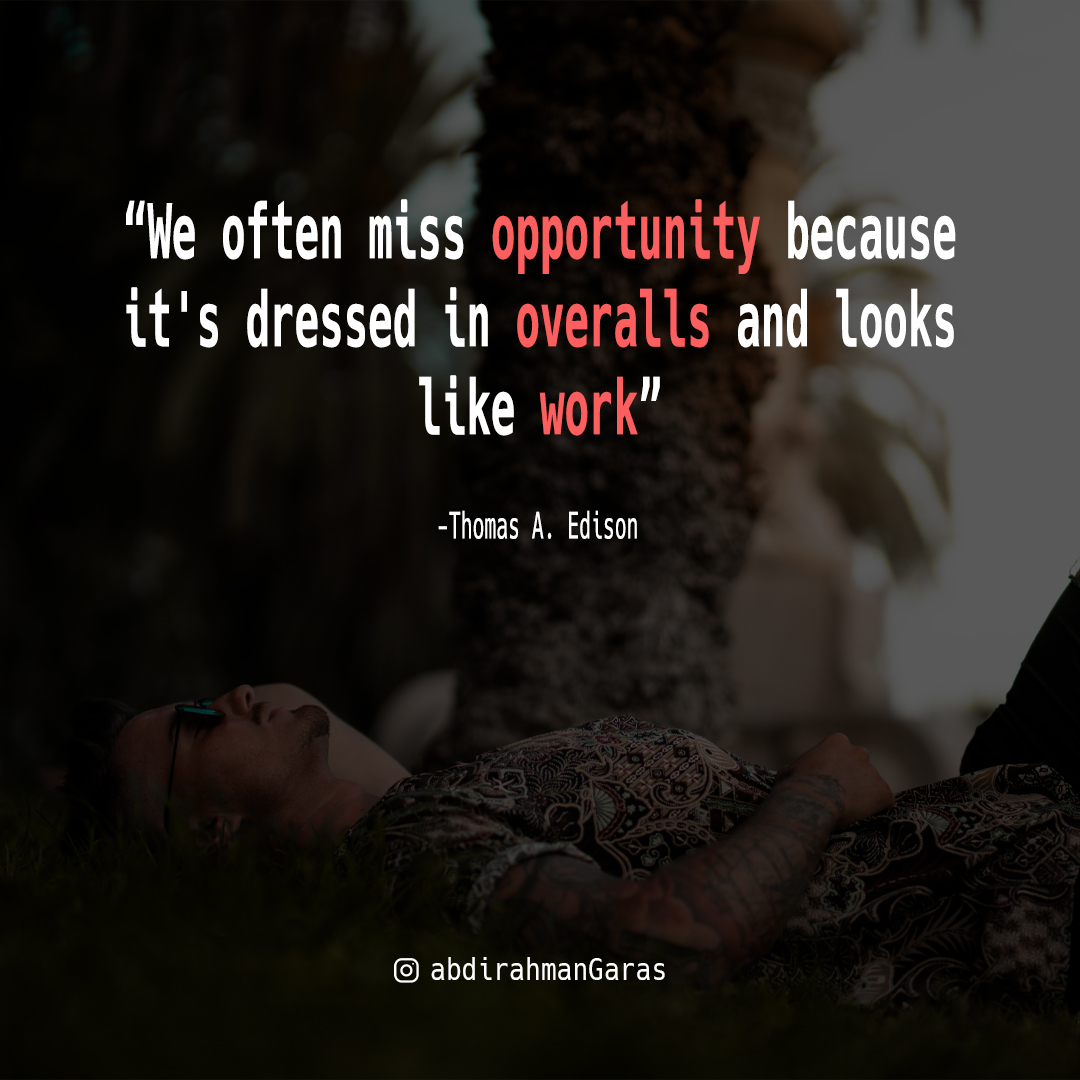 “We often miss opportunity because
it's dressed in overalls and looks
like work”
–Thomas A. Edison
abdirahmanGaras